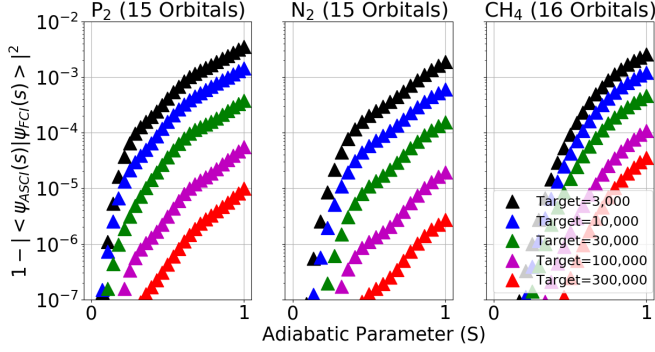 P₂ (15 Orbitals)
N₂ (15 Orbitals)
CH₄ (16 Orbitals)
1 − | < ψ_ASCI(s)|ψ_FCI(s) > |²
10⁻²
10⁻³
10⁻⁴
10⁻⁵
10⁻⁶
10⁻⁷
Target=3,000
Target=10,000
Target=30,000
Target=100,000
Target=300,000
0 1 0 1 0 1
Adiabatic Parameter (S)